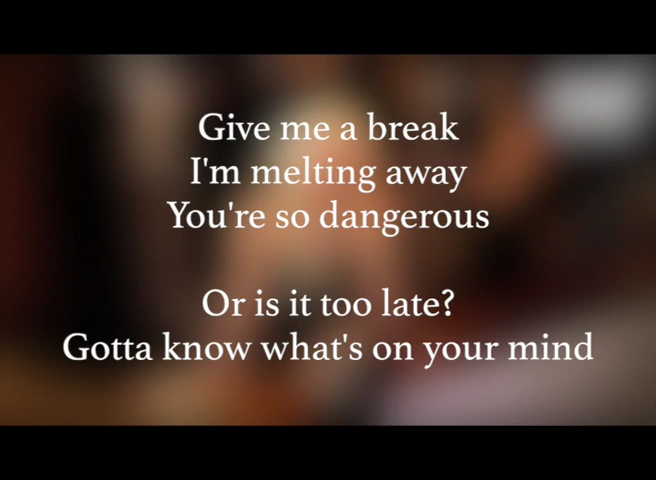 Give me a break
I'm melting away
You're so dangerous
Or is it too late?
Gotta know what's on your mind